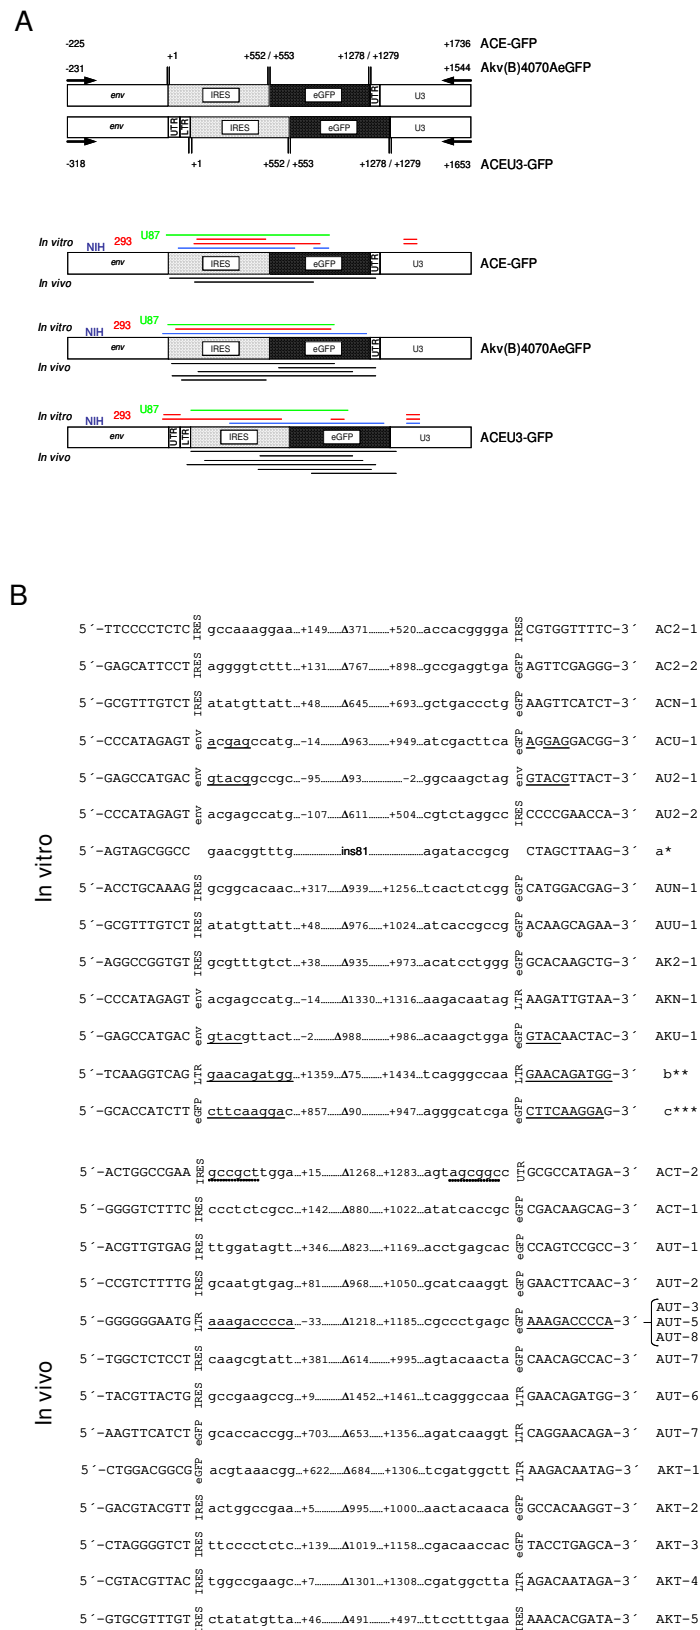 A
-225 +1736 ACE-GFP
+1 +552 / +553 +1278 / +1279
-231 +1544 Akv(B)4070AeGFP
env IRES eGFP UTR U3
env UTR LTR IRES eGFP U3
-318 +1 +552 / +553 +1278 / +1279 +1653 ACEU3-GFP
In vitro NIH 293 U87
env IRES eGFP UTR U3 ACE-GFP
In vivo
In vitro NIH 293 U87
env IRES eGFP UTR U3 Akv(B)4070AeGFP
In vivo
In vitro NIH 293 U87
env UTR LTR IRES eGFP U3 ACEU3-GFP
In vivo
B
In vitro
5´-TTCCCCTCTC IRES gccaaaggaa…+149……Δ371………+520…accacgggga IRES CGTGGTTTTC-3´ AC2-1
5´-GAGCATTCCT IRES aggggtcttt…+131……Δ767………+898…gccgaggtga eGFP AGTTCGAGGG-3´ AC2-2
5´-GCGTTTGTCT IRES atatgttatt…+48……Δ645………+693…gctgaccctg eGFP AAGTTCATCT-3´ ACN-1
5´-CCCATAGAGT env acgagccatg…-14……Δ963………+949…atcgacttca eGFP AGGAGGACGG-3´ ACU-1
5´-GAGCCATGAC env gtacggccgc…-95……Δ93…………-2…ggcaagctag env GTACGTTACT-3´ AU2-1
5´-CCCATAGAGT env acgagccatg…-107……Δ611………+504…cgtctaggcc IRES CCCCGAACCA-3´ AU2-2
5´-AGTAGCGGCC gaacggtttg……………ins81……………agataccgcg CTAGCTTAAG-3´ a*
5´-ACCTGCAAAG IRES gcggcacaac…+317……Δ939………+1256…tcactctcgg eGFP CATGGACGAG-3´ AUN-1
5´-GCGTTTGTCT IRES atatgttatt…+48……Δ976………+1024…atcaccgccg eGFP ACAAGCAGAA-3´ AUU-1
5´-AGGCCGGTGT IRES gcgtttgtct…+38……Δ935………+973…acatcctggg eGFP GCACAAGCTG-3´ AK2-1
5´-CCCATAGAGT env acgagccatg…-14……Δ1330………+1316…aagacaatag LTR AAGATTGTAA-3´ AKN-1
5´-GAGCCATGAC env gtacgttact…-2……Δ988………+986…acaagctgga eGFP GTACAACTAC-3´ AKU-1
5´-TCAAGGTCAG LTR gaacagatgg…+1359……Δ75………+1434…tcagggccaa LTR GAACAGATGG-3´ b**
5´-GCACCATCTT eGFP cttcaaggac…+857……Δ90………+947…agggcatcga eGFP CTTCAAGGAG-3´ c***
In vivo
5´-ACTGGCCGAA IRES gccgcttgga…+15……Δ1268………+1283…agtagcggcc UTR GCGCCATAGA-3´ ACT-2
5´-GGGGTCTTTC IRES ccctctcgcc…+142……Δ880………+1022…atatcaccgc eGFP CGACAAGCAG-3´ ACT-1
5´-ACGTTGTGAG IRES ttggatagtt…+346……Δ823………+1169…acctgagcac eGFP CCAGTCCGCC-3´ AUT-1
5´-CCGTCTTTTG IRES gcaatgtgag…+81……Δ968………+1050…gcatcaaggt eGFP GAACTTCAAC-3´ AUT-2
5´-GGGGGGAATG LTR aaagacccca…-33……Δ1218………+1185…cgccctgagc eGFP AAAGACCCCA-3´ AUT-3
AUT-5
AUT-8
5´-TGGCTCTCCT IRES caagcgtatt…+381……Δ614………+995…agtacaacta eGFP CAACAGCCAC-3´ AUT-7
5´-TACGTTACTG IRES gccgaagccg…+9……Δ1452………+1461…tcagggccaa LTR GAACAGATGG-3´ AUT-6
5´-AAGTTCATCT eGFP gcaccaccgg…+703……Δ653………+1356…agatcaaggt LTR CAGGAACAGA-3´ AUT-7
5´-CTGGACGGCG eGFP acgtaaacgg…+622……Δ684………+1306…tcgatggctt LTR AAGACAATAG-3´ AKT-1
5´-GACGTACGTT IRES actggccgaa…+5……Δ995………+1000…aactacaaca eGFP GCCACAAGGT-3´ AKT-2
5´-CTAGGGGTCT IRES ttcccctctc…+139……Δ1019………+1158…cgacaaccac eGFP TACCTGAGCA-3´ AKT-3
5´-CGTACGTTAC IRES tggccgaagc…+7……Δ1301………+1308…cgatggctta LTR AGACAATAGA-3´ AKT-4
5´-GTGCGTTTGT IRES ctatatgtta…+46……Δ491………+497…ttcctttgaa IRES AAACACGATA-3´ AKT-5